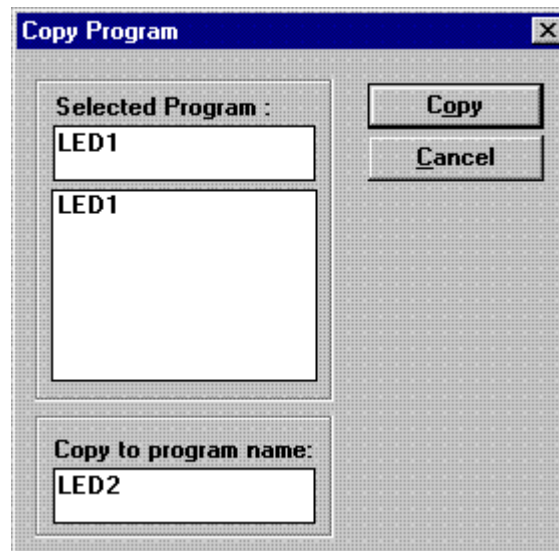 Copy Program
Selected Program :
LED1
LED1
Copy
Cancel
Copy to program name:
LED2